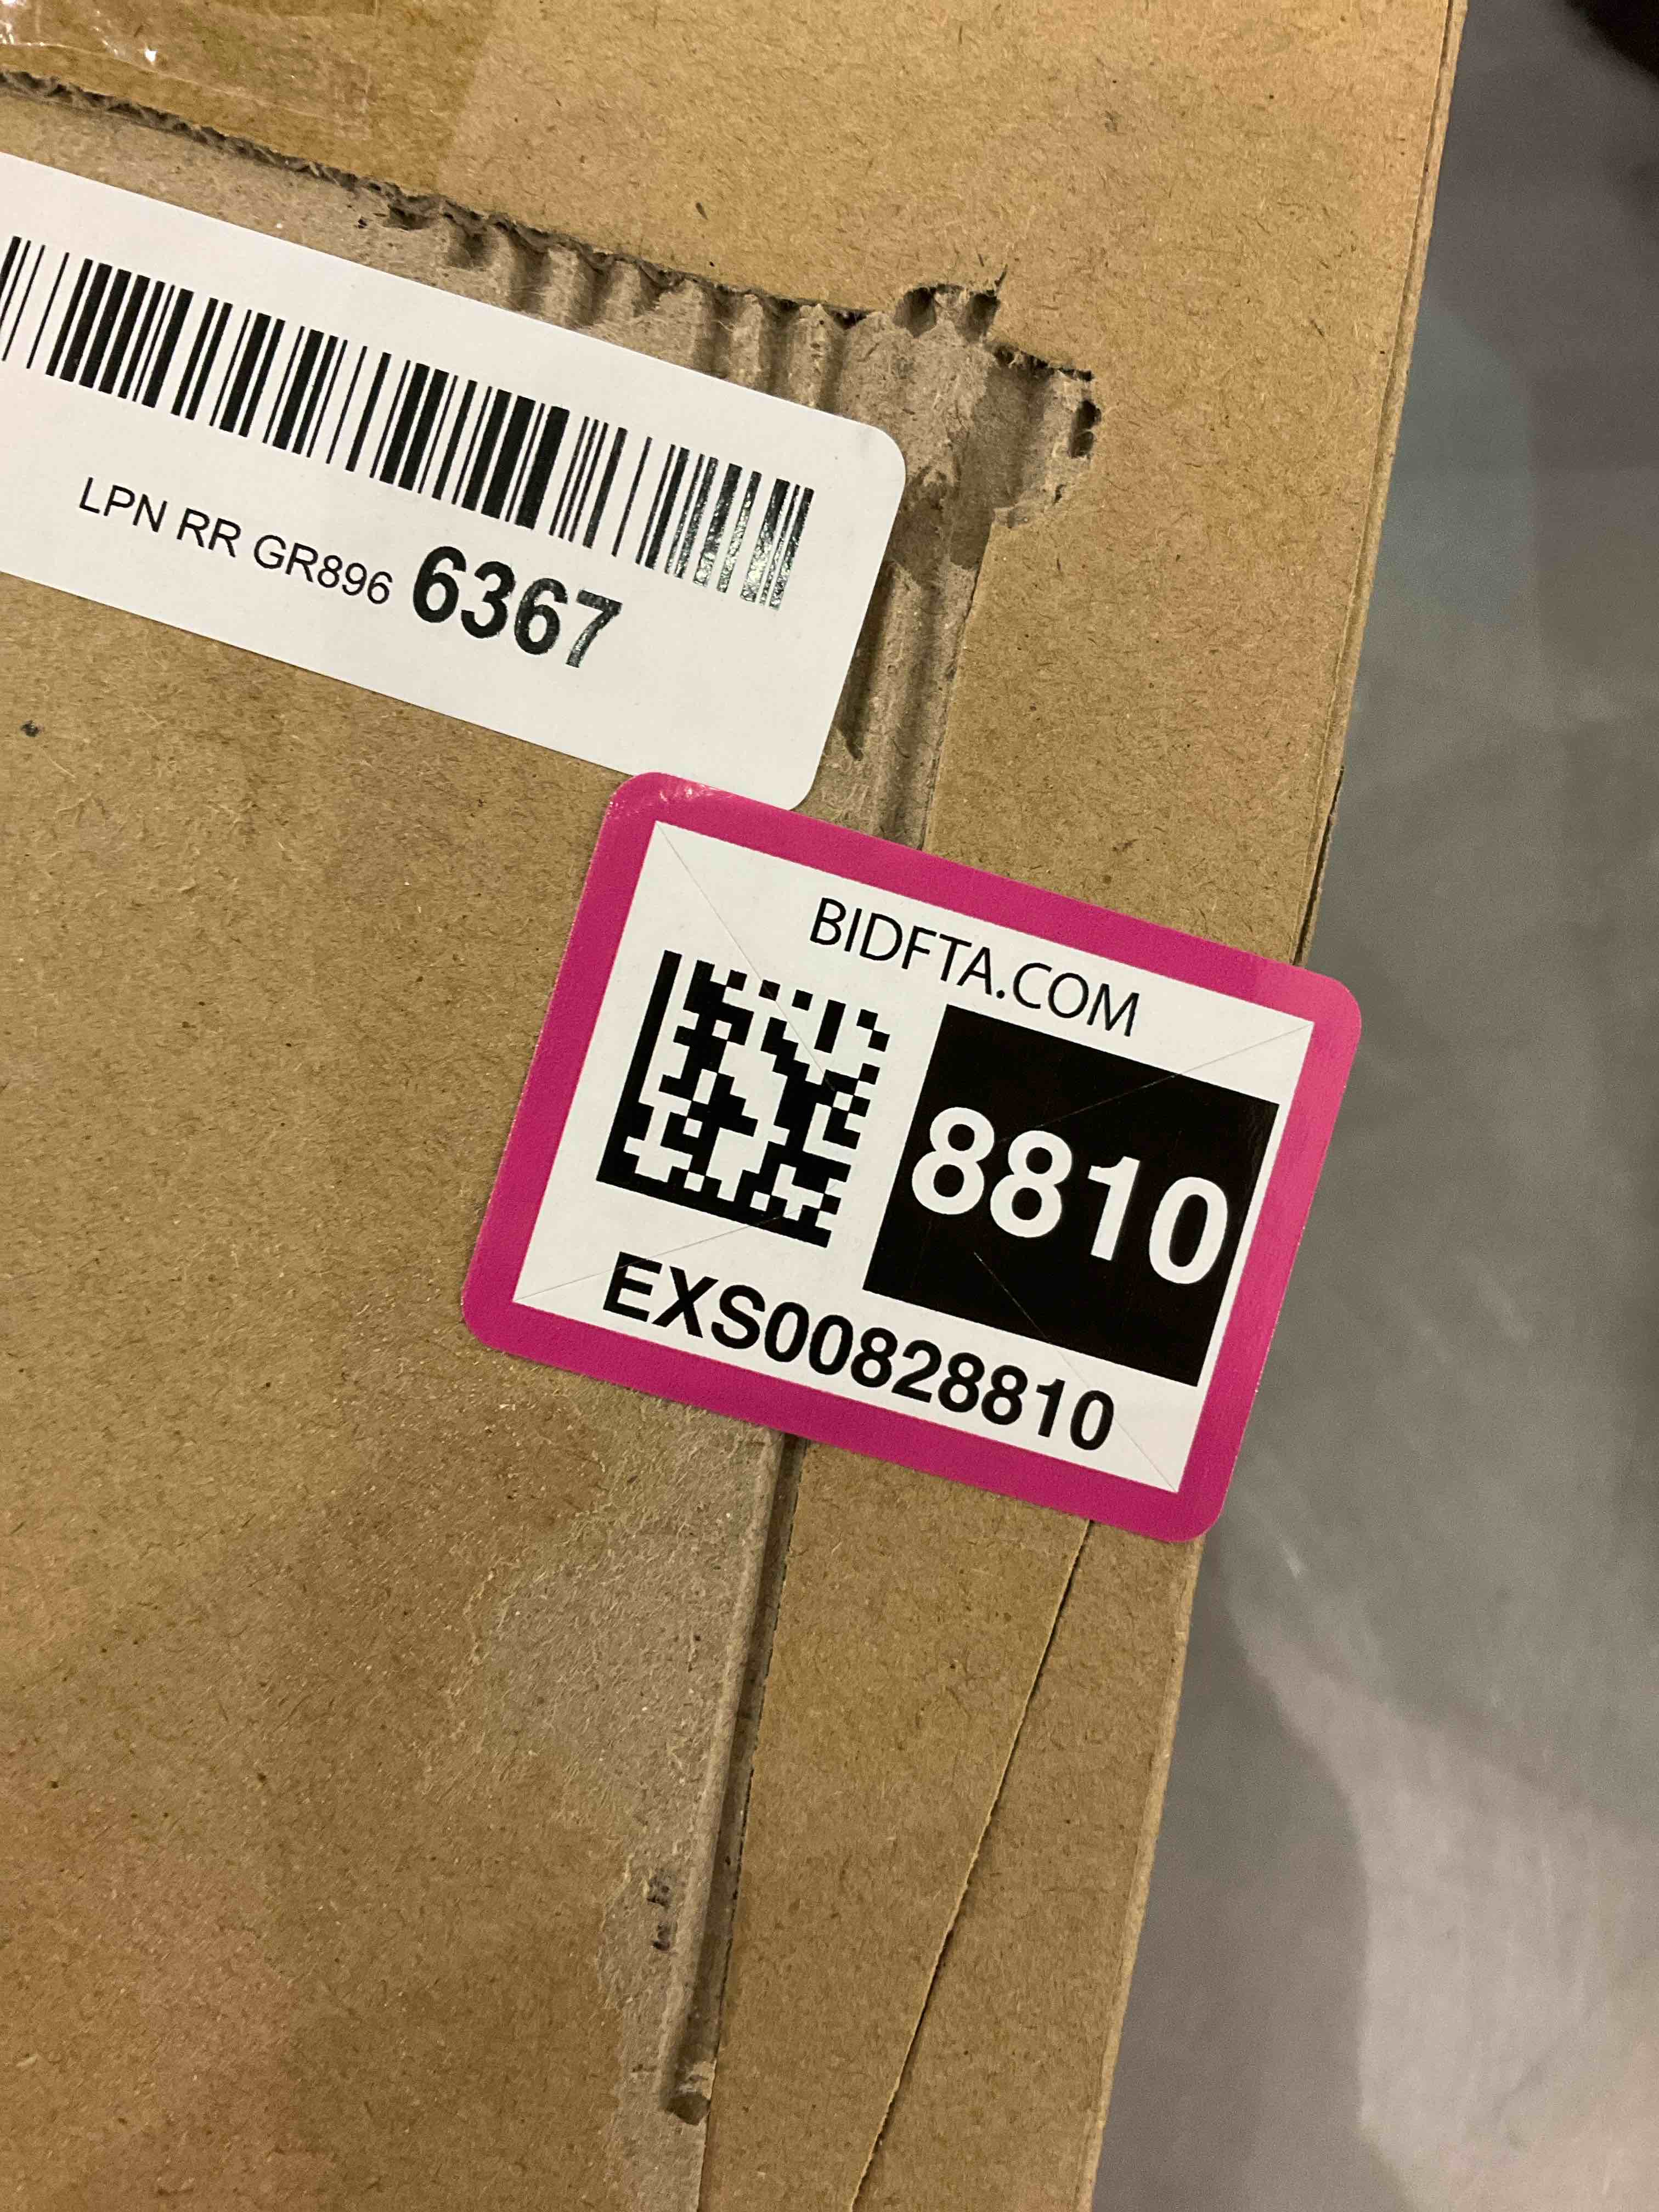 LPN RR GR896 6367
BIDFTA.COM
8810
EXS00828810